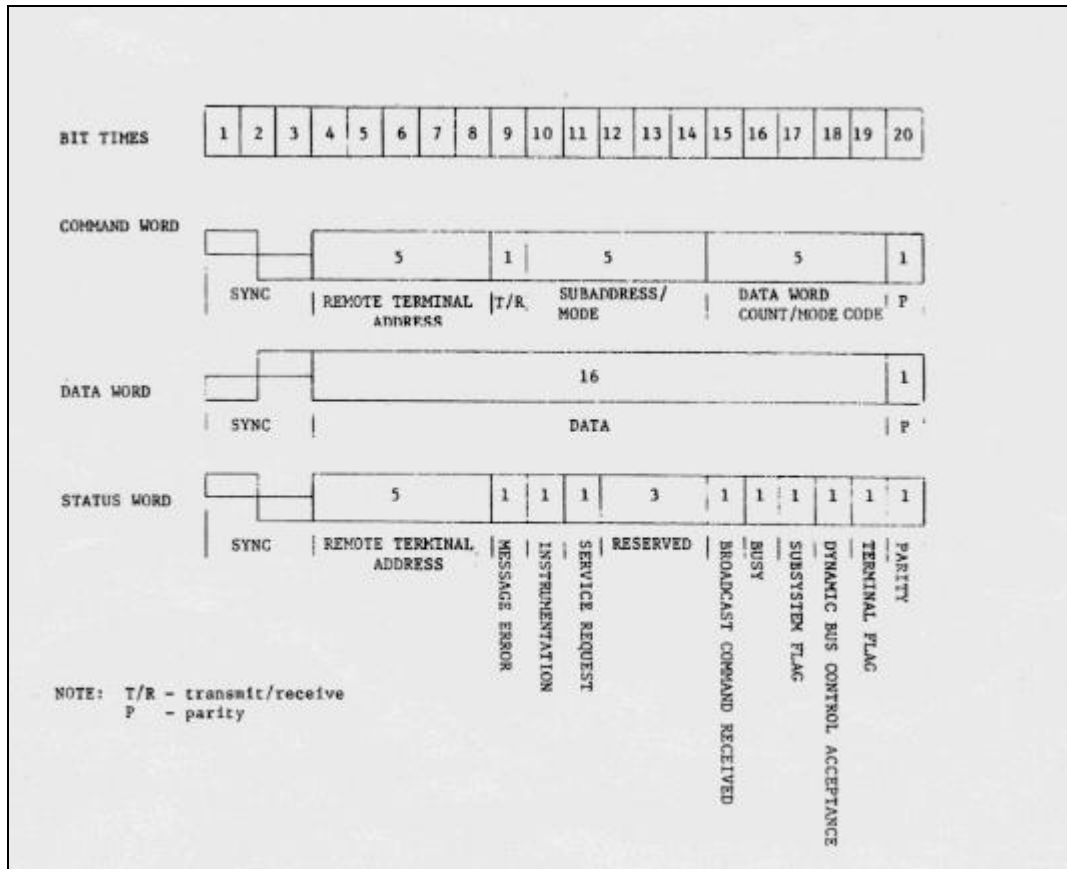 BIT TIMES 1 2 3 4 5 6 7 8 9 10 11 12 13 14 15 16 17 18 19 20
COMMAND WORD
5 1 5 5 1
SYNC REMOTE TERMINAL ADDRESS T/R SUBADDRESS/ MODE DATA WORD COUNT/MODE CODE P
DATA WORD
16 1
SYNC DATA P
STATUS WORD
5 1 1 1 3 1 1 1 1 1 1
SYNC REMOTE TERMINAL ADDRESS MESSAGE ERROR INSTRUMENTATION SERVICE REQUEST RESERVED BROADCAST COMMAND RECEIVED BUSY SUBSYSTEM FLAG DYNAMIC BUS CONTROL ACCEPTANCE TERMINAL FLAG PARITY
NOTE: T/R - transmit/receive
P - parity